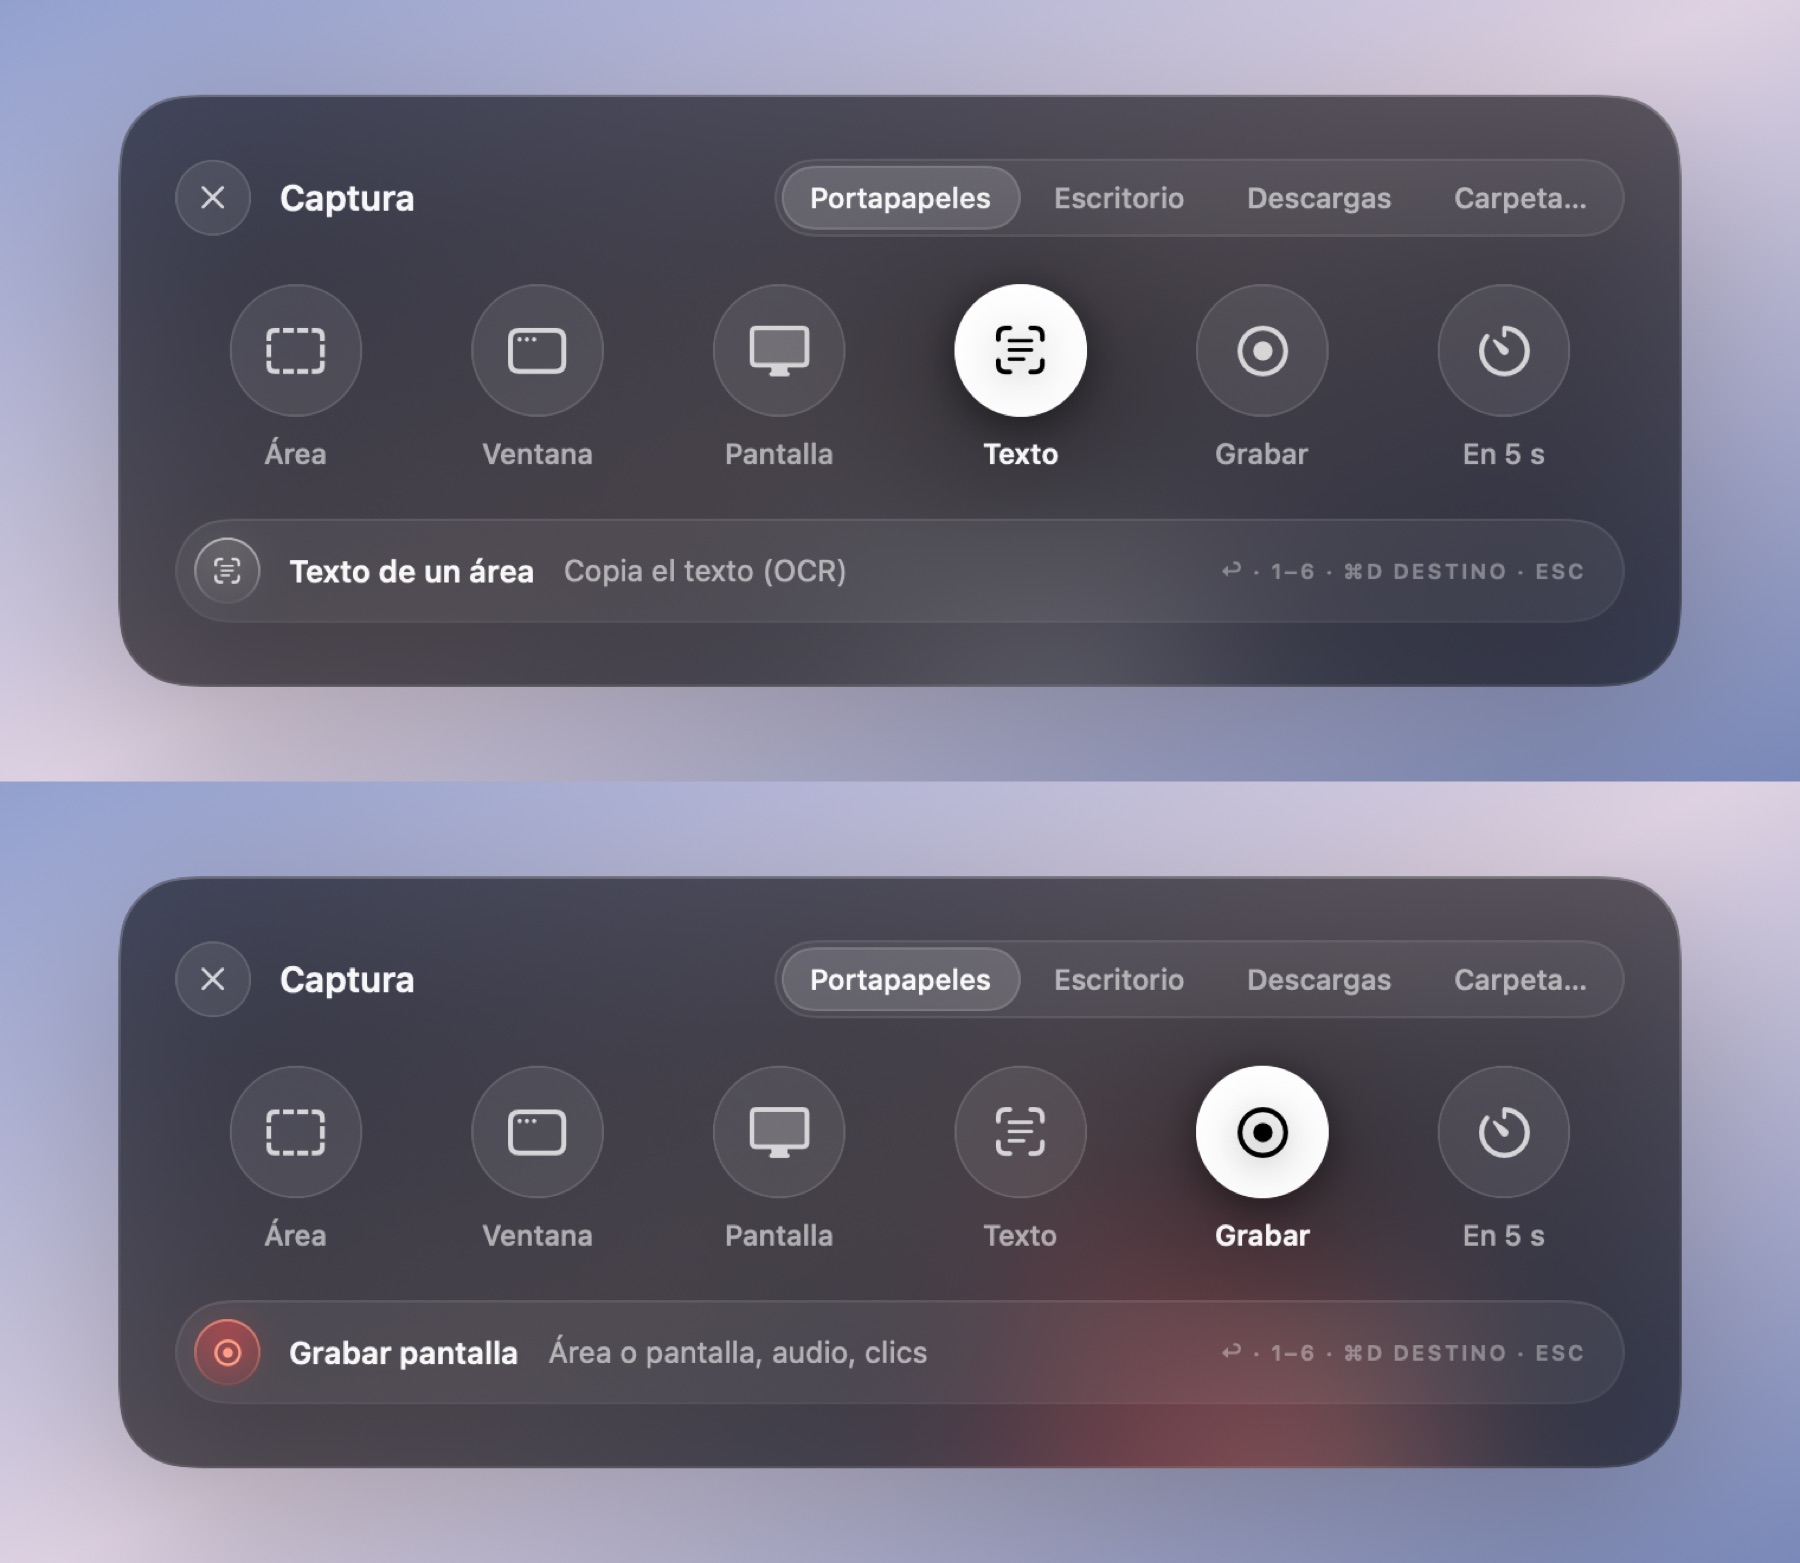 Captura
Portapapeles Escritorio Descargas Carpeta...
Área Ventana Pantalla Texto Grabar En 5 s
Texto de un área Copia el texto (OCR) ↩ · 1–6 · ⌘D DESTINO · ESC
Captura
Portapapeles Escritorio Descargas Carpeta...
Área Ventana Pantalla Texto Grabar En 5 s
Grabar pantalla Área o pantalla, audio, clics ↩ · 1–6 · ⌘D DESTINO · ESC